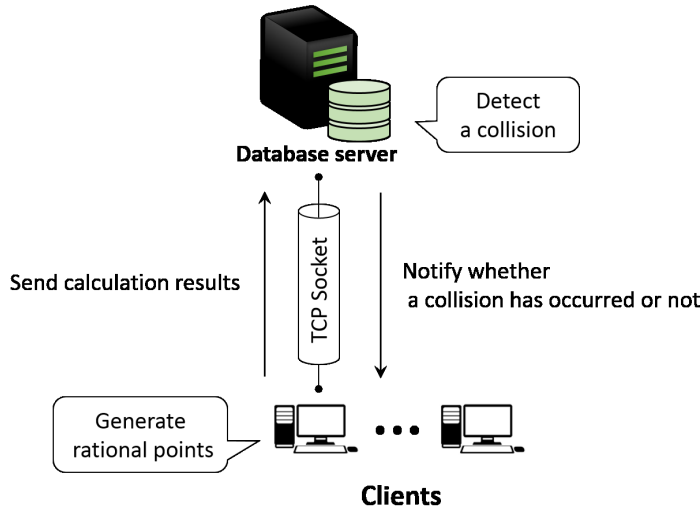 Detect
a collision
Database server
Send calculation results
TCP Socket
Notify whether
a collision has occurred or not
Generate
rational points
Clients